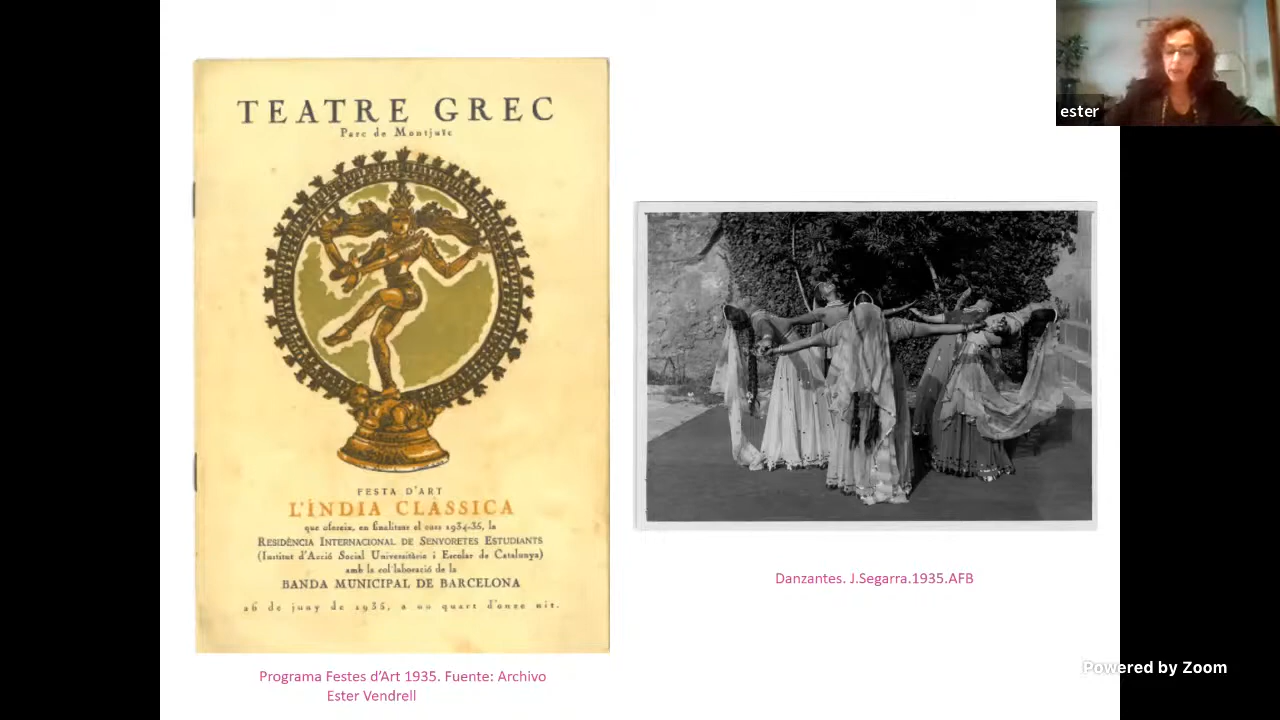 TEATRE GREC
Parc de Montjuïc
FESTA D'ART
L'ÍNDIA CLÀSSICA
que ofereix, en finalitzar el curs 1934-35, la
RESIDÈNCIA INTERNACIONAL DE SENYORETES ESTUDIANTS
(Institut d'Acció Social Universitària i Escolar de Catalunya)
amb la col·laboració de la
BANDA MUNICIPAL DE BARCELONA
26 de juny de 1935, a un quart d'onze nit.
Programa Festes d'Art 1935. Fuente: Archivo
Ester Vendrell
Danzantes. J.Segarra.1935.AFB
ester
Powered by Zoom